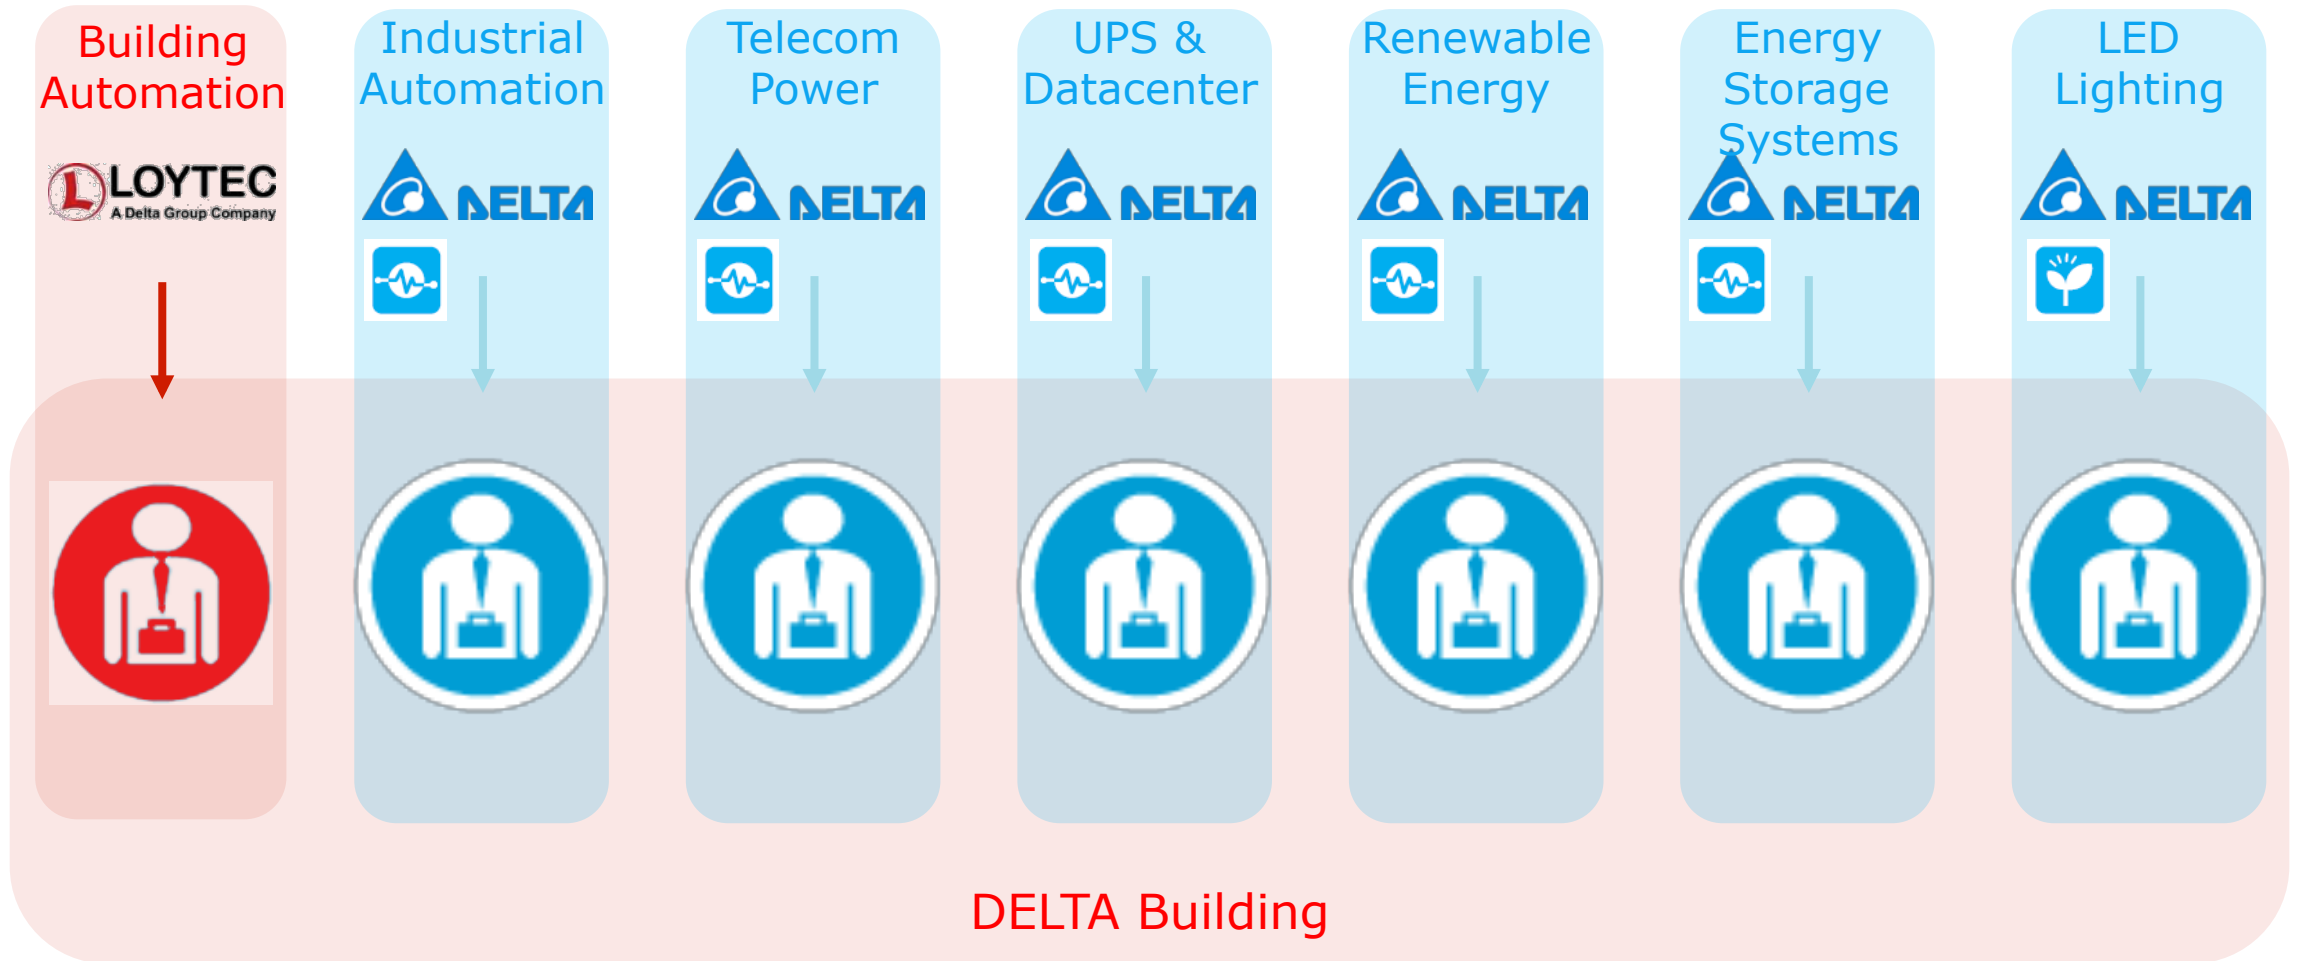 Building
Automation
LOYTEC
A Delta Group Company
Industrial
Automation
DELTA
Telecom
Power
DELTA
UPS &
Datacenter
DELTA
Renewable
Energy
DELTA
Energy
Storage
Systems
DELTA
LED
Lighting
DELTA
DELTA Building